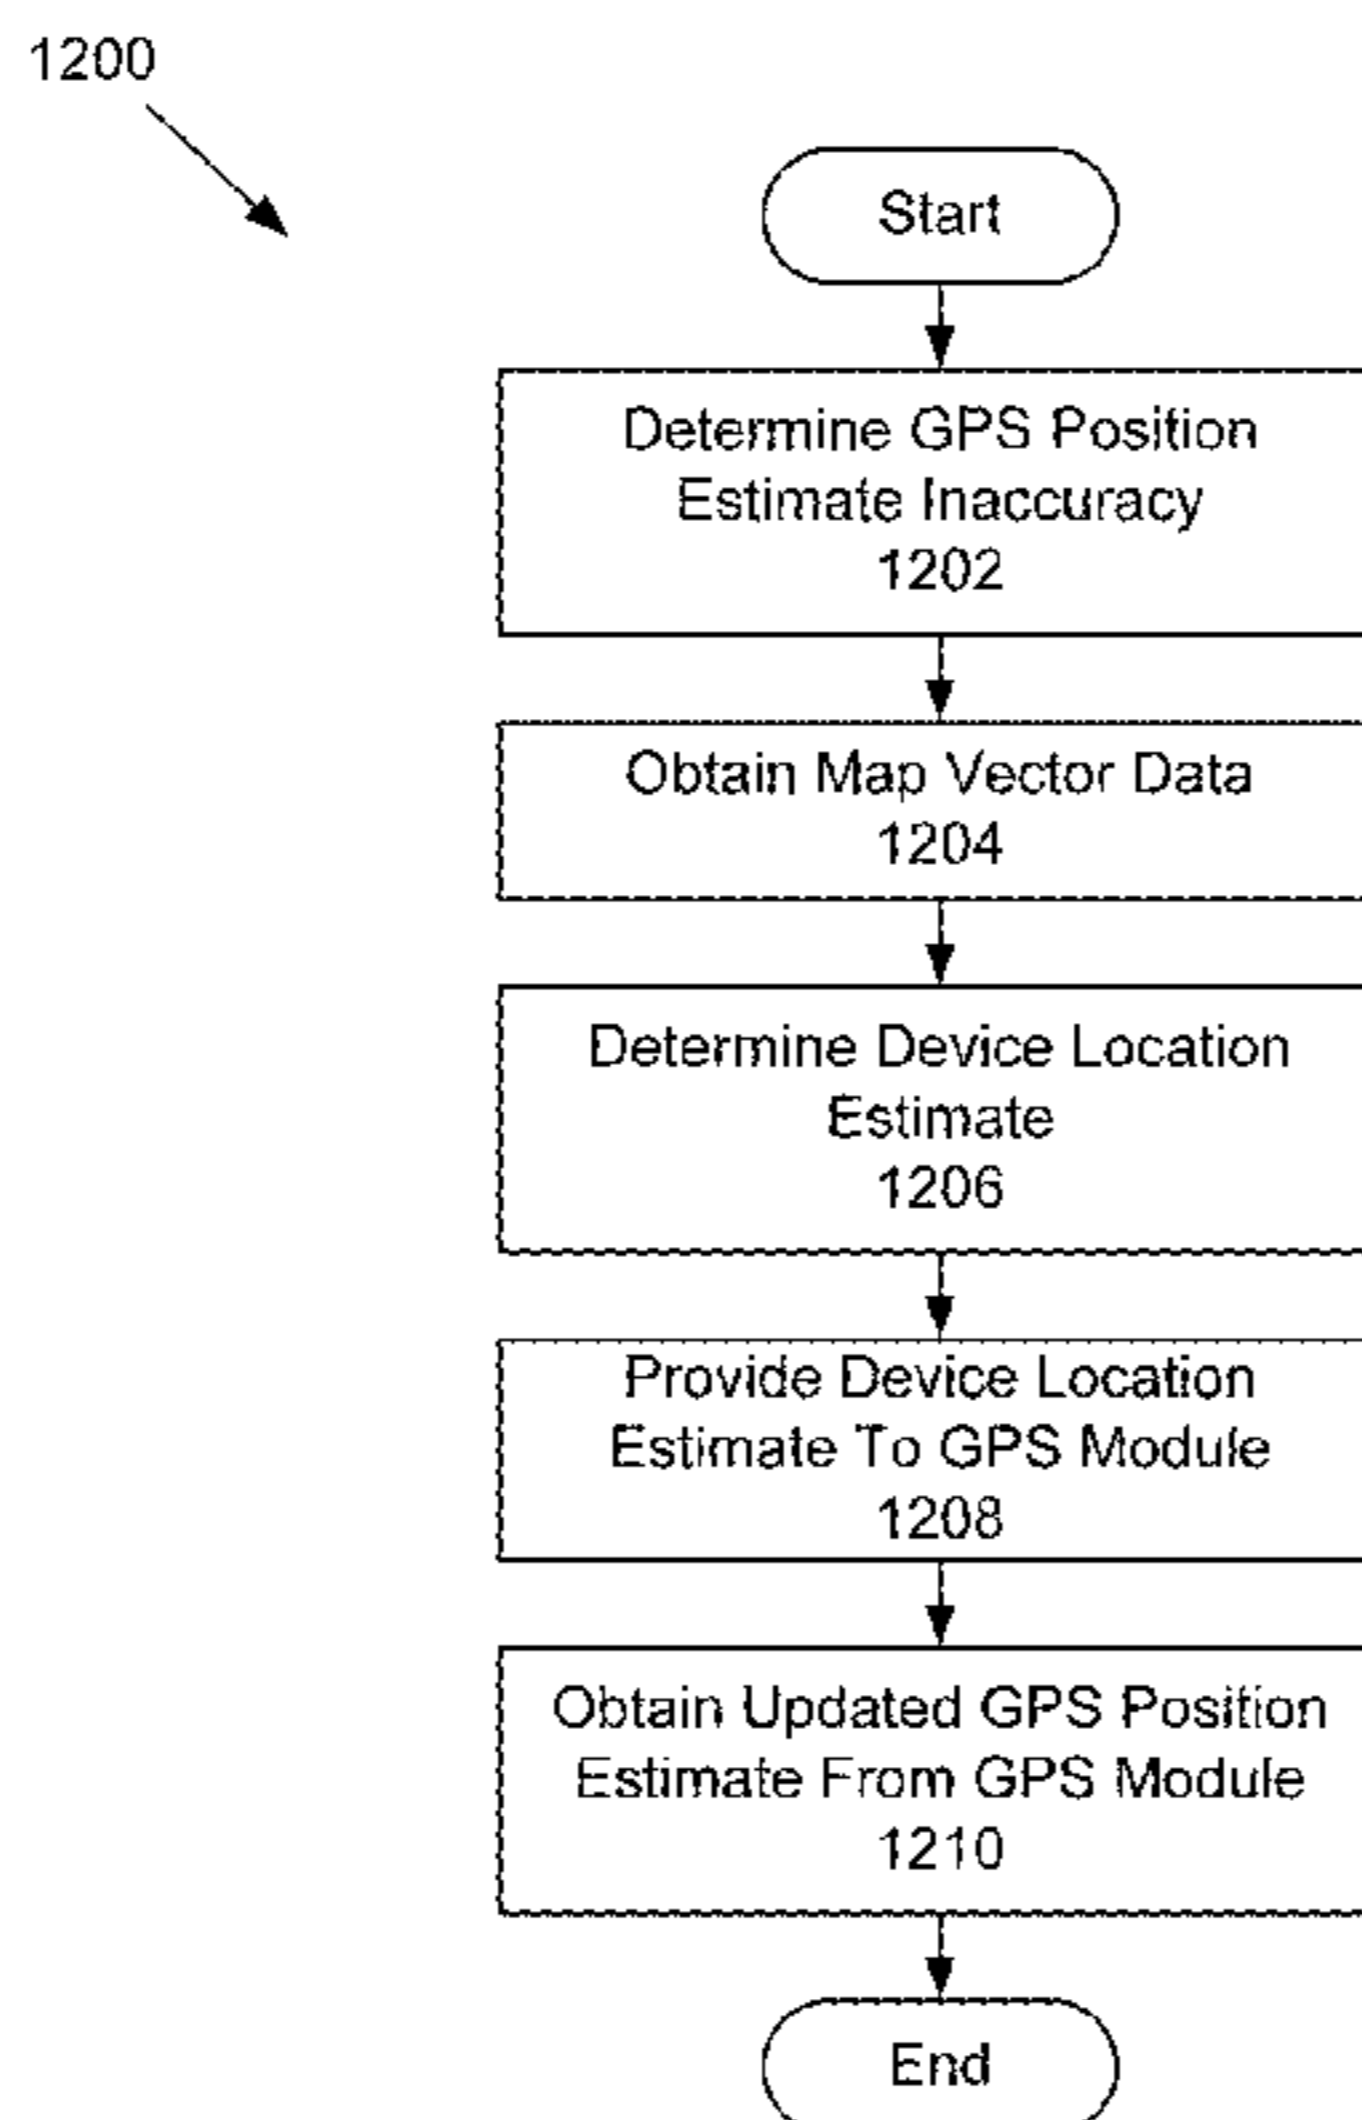 1200
Start
Determine GPS Position
Estimate Inaccuracy
1202
Obtain Map Vector Data
1204
Determine Device Location
Estimate
1206
Provide Device Location
Estimate To GPS Module
1208
Obtain Updated GPS Position
Estimate From GPS Module
1210
End